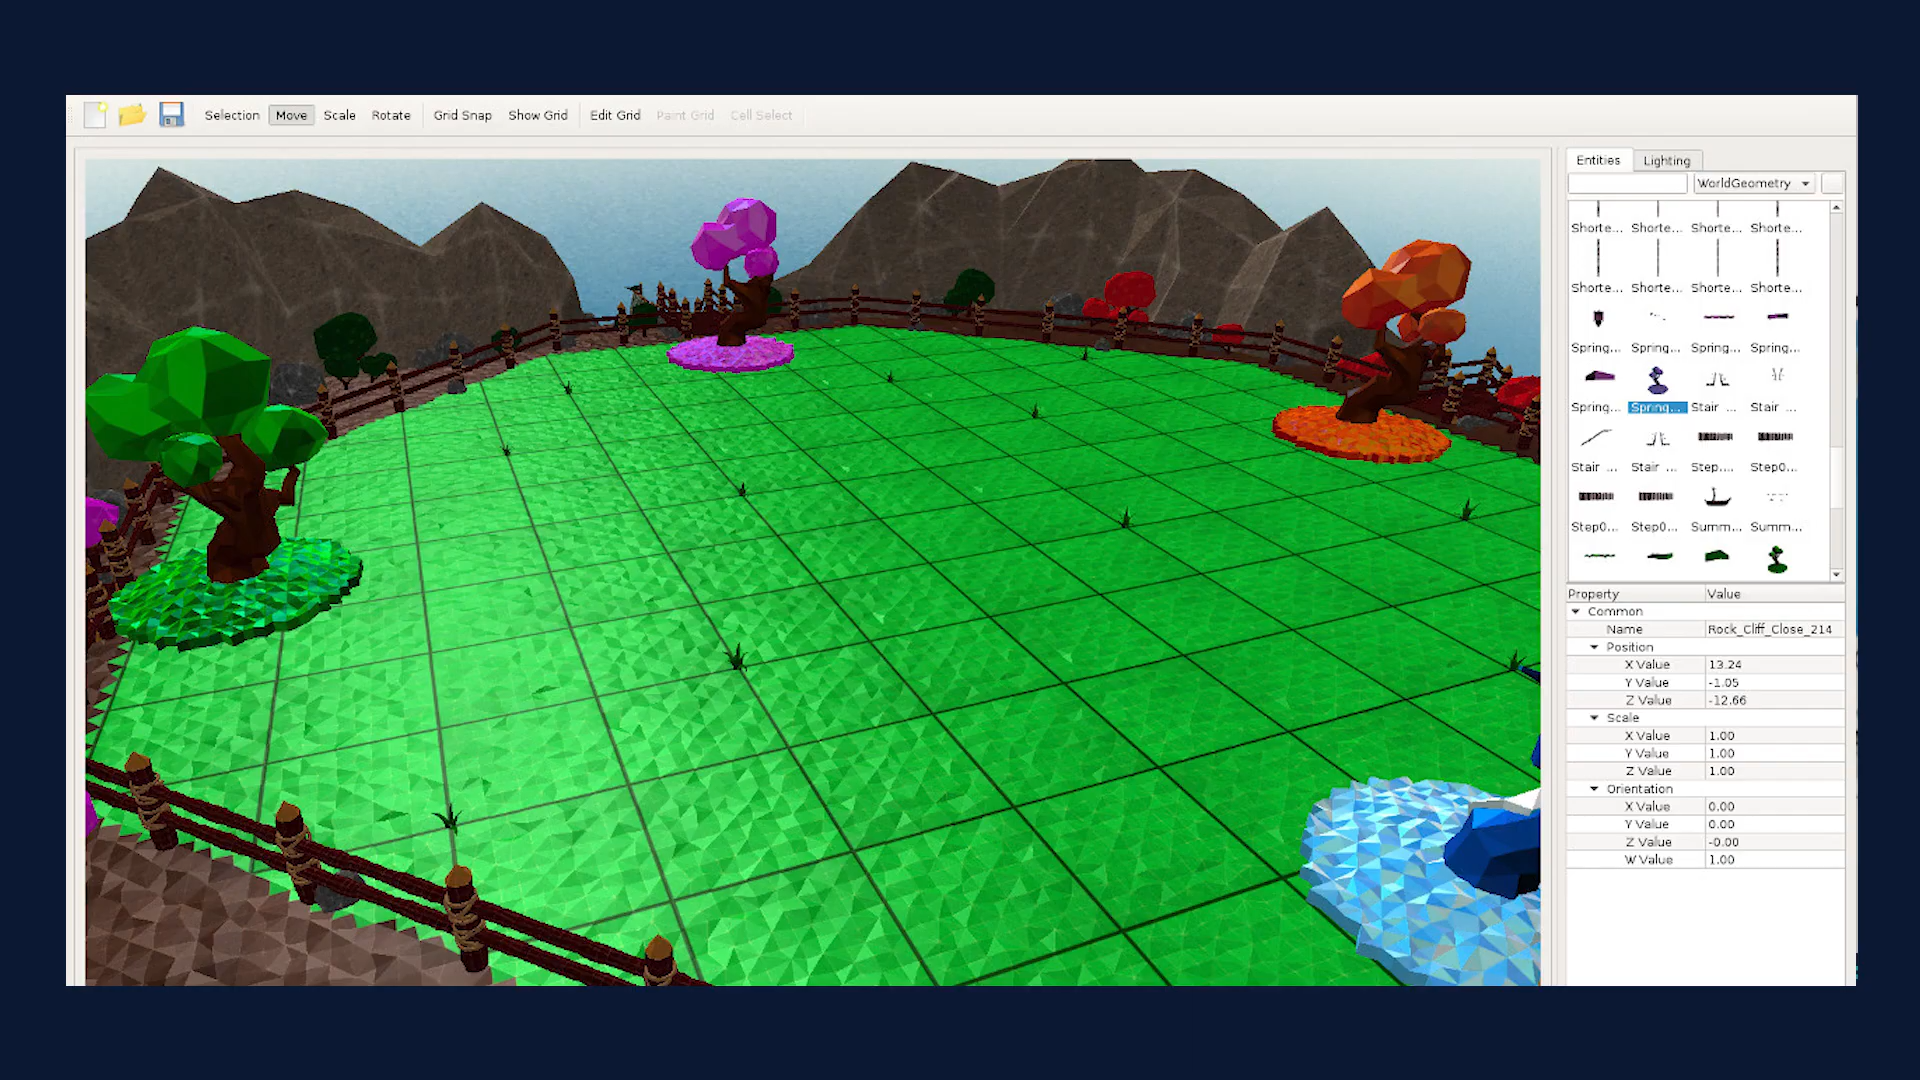 Selection Move Scale Rotate Grid Snap Show Grid Edit Grid Paint Grid Cell Select
Entities Lighting
WorldGeometry
Shorte... Shorte... Shorte... Shorte...
Shorte... Shorte... Shorte... Shorte...
Spring... Spring... Spring... Spring...
Spring... Spring... Stair ... Stair ...
Stair ... Stair ... Step... Step0...
Step0... Step0... Summ... Summ...
Property Value
Common
Name Rock_Cliff_Close_214
Position
X Value 13.24
Y Value -1.05
Z Value -12.66
Scale
X Value 1.00
Y Value 1.00
Z Value 1.00
Orientation
X Value 0.00
Y Value 0.00
Z Value -0.00
W Value 1.00